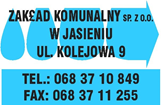 ZAKŁAD KOMUNALNY SP. Z O.O.
W JASIENIU
UL. KOLEJOWA 9
TEL.: 068 37 10 849
FAX: 068 37 11 255